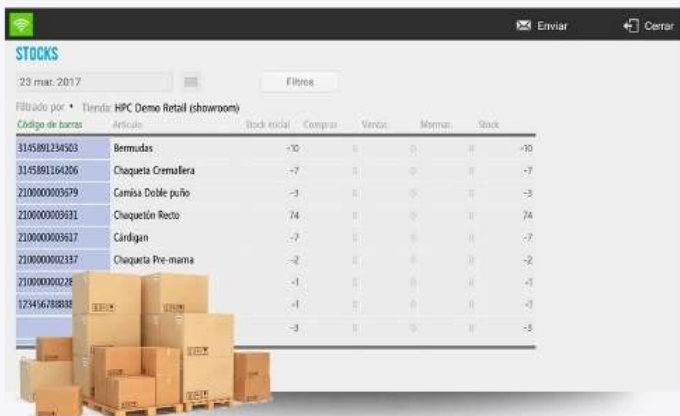 Enviar Cerrar
STOCKS
23 mar. 2017 Filtros
Filtrado por: • Tienda: HPC Demo Retail (showroom)
Código de barras Artículo Stock inicial Compras Ventas Mermas Stock
3145891234503 Bermudas -10 0 0 0 -10
3145891164206 Chaqueta Cremallera -7 0 0 0 -7
2100000003679 Camisa Doble puño -3 0 0 0 -3
2100000003631 Chaquetón Recto 74 0 0 0 74
2100000003617 Cárdigan -7 0 0 0 -7
2100000002337 Chaqueta Pre-mama -2 0 0 0 -2
-1 0 0 0 -1
-1 0 0 0 -1
-3 0 0 0 -3